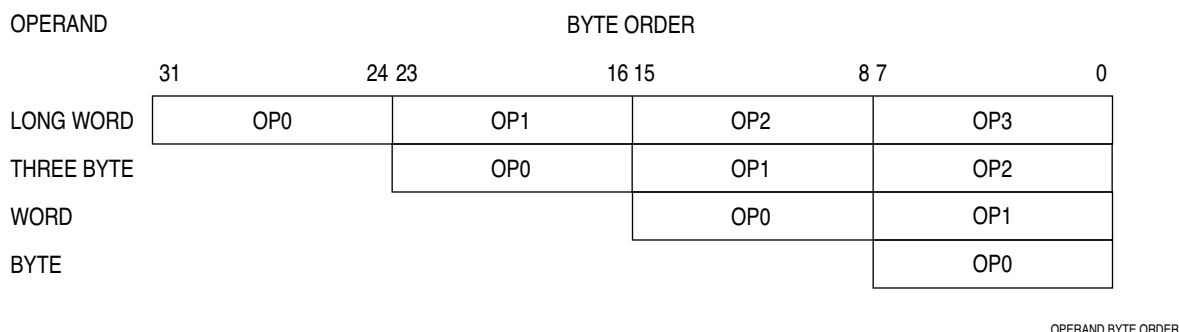 OPERAND BYTE ORDER
31 24 23 16 15 8 7 0
LONG WORD OP0 OP1 OP2 OP3
THREE BYTE OP0 OP1 OP2
WORD OP0 OP1
BYTE OP0
OPERAND BYTE ORDER